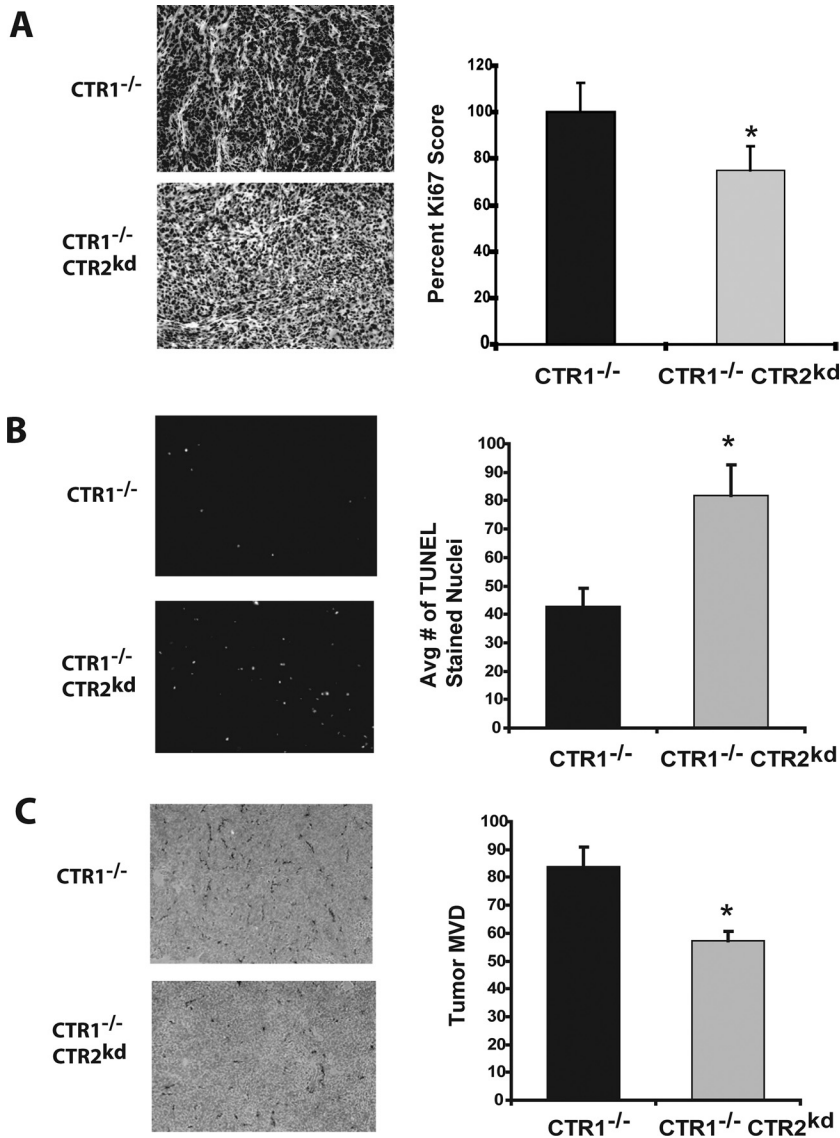 A
CTR1-/-
CTR1-/-
CTR2kd
Percent Ki67 Score
120
100
80
60
40
20
0
*
CTR1-/-
CTR1-/- CTR2kd
B
CTR1-/-
CTR1-/-
CTR2kd
Avg # of TUNEL
Stained Nuclei
100
90
80
70
60
50
40
30
20
10
0
*
CTR1-/-
CTR1-/- CTR2kd
C
CTR1-/-
CTR1-/-
CTR2kd
Tumor MVD
100
90
80
70
60
50
40
30
20
10
0
*
CTR1-/-
CTR1-/- CTR2kd